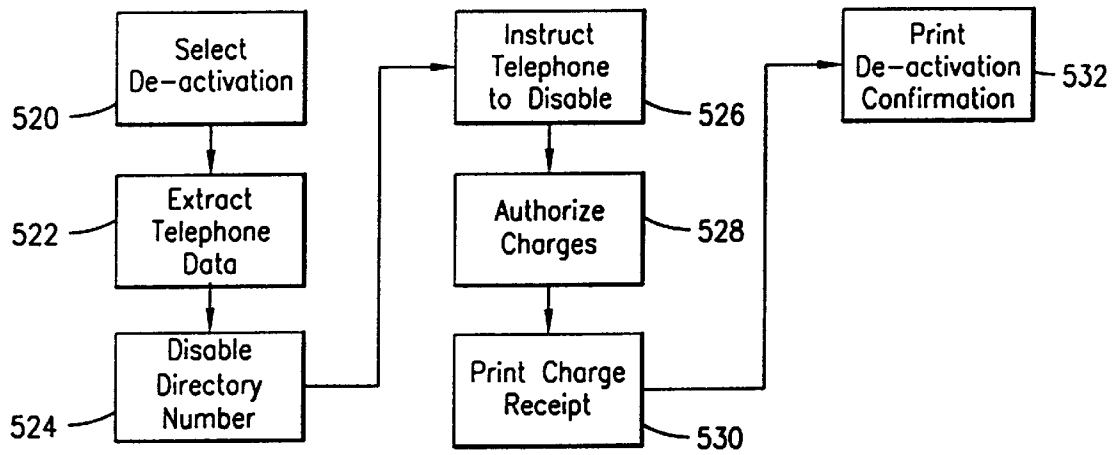 Select
De-activation
520
Extract
Telephone
Data
522
Disable
Directory
Number
524
Instruct
Telephone
to Disable
526
Authorize
Charges
528
Print Charge
Receipt
530
Print
De-activation
Confirmation
532